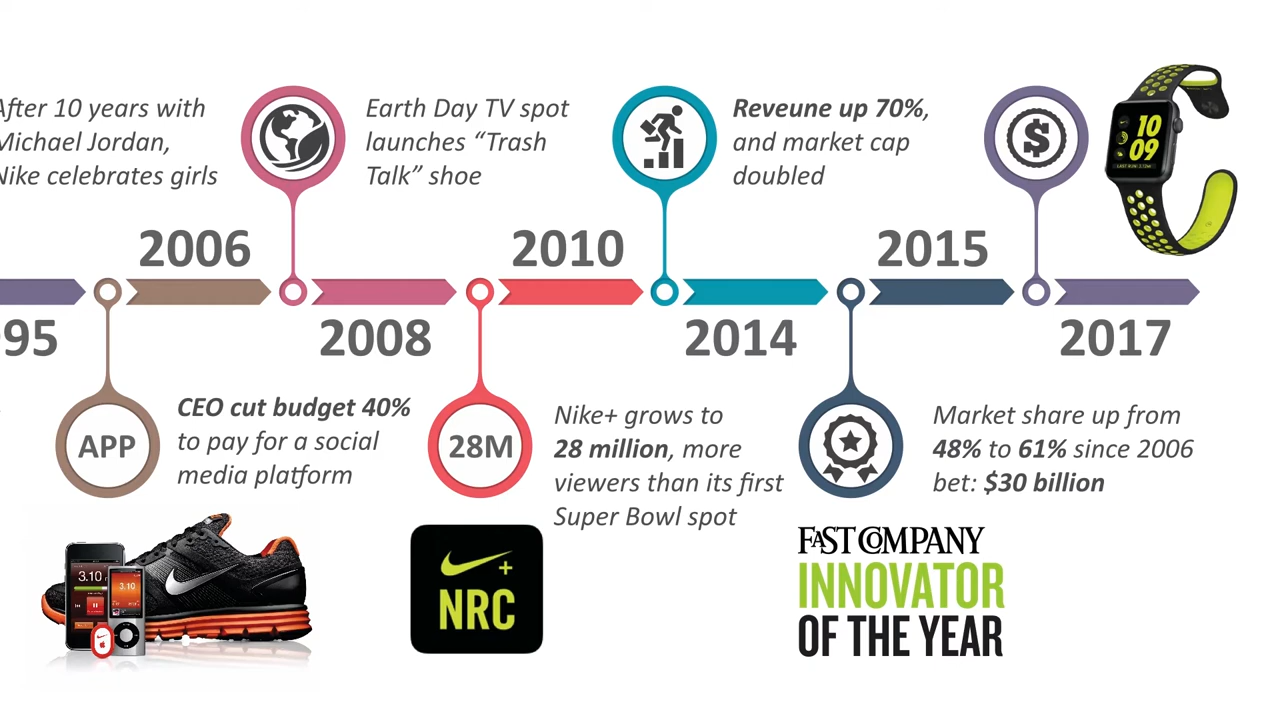 After 10 years with
Michael Jordan,
Nike celebrates girls
Earth Day TV spot
launches “Trash
Talk” shoe
Reveune up 70%,
and market cap
doubled
$
10
09
2006
2010
2015
95
2008
2014
2017
APP
CEO cut budget 40%
to pay for a social
media platform
28M
Nike+ grows to
28 million, more
viewers than its first
Super Bowl spot
Market share up from
48% to 61% since 2006
bet: $30 billion
3.10
3.10
+
NRC
FAST COMPANY
INNOVATOR
OF THE YEAR